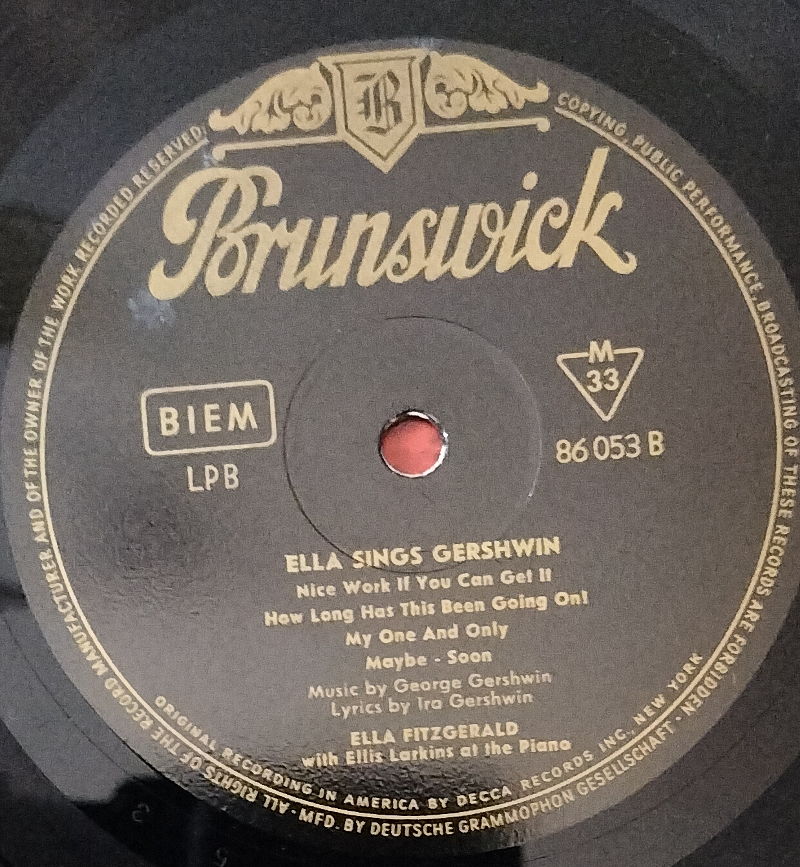 B
Brunswick
BIEM
LPB
M
33
86 053 B
ELLA SINGS GERSHWIN
Nice Work If You Can Get It
How Long Has This Been Going On!
My One And Only
Maybe - Soon
Music by George Gershwin
Lyrics by Ira Gershwin
ELLA FITZGERALD
with Ellis Larkins at the Piano
ORIGINAL RECORDING IN AMERICA BY DECCA RECORDS INC., NEW YORK
MFD. BY DEUTSCHE GRAMMOPHON GESELLSCHAFT · ALL RIGHTS OF THE RECORD MANUFACTURER AND OF THE OWNER OF THE WORK RECORDED RESERVED.
COPYING, PUBLIC PERFORMANCE, BROADCASTING OF THESE RECORDS ARE FORBIDDEN ·